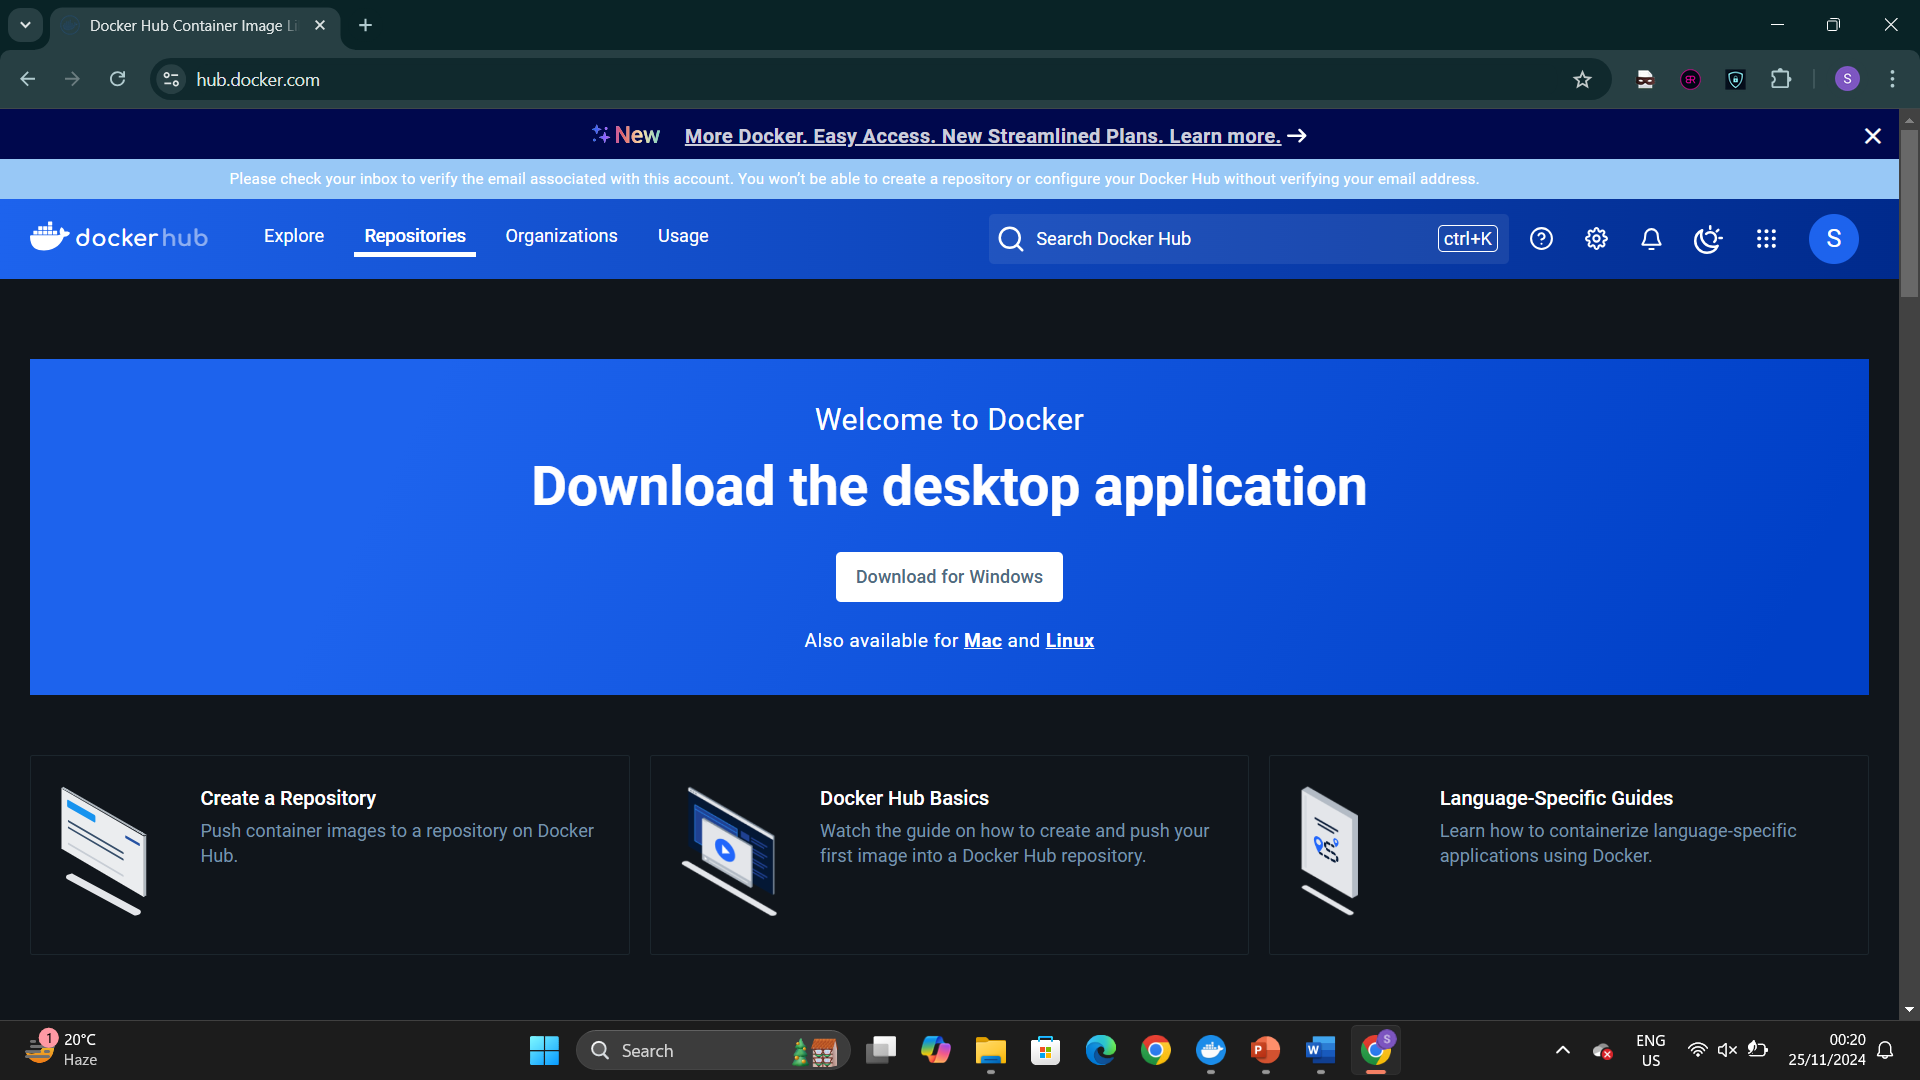 Docker Hub Container Image Li
hub.docker.com
BR
S
New More Docker. Easy Access. New Streamlined Plans. Learn more. →
Please check your inbox to verify the email associated with this account. You won't be able to create a repository or configure your Docker Hub without verifying your email address.
dockerhub
Explore
Repositories
Organizations
Usage
Search Docker Hub
ctrl+K
S
Welcome to Docker
Download the desktop application
Download for Windows
Also available for Mac and Linux
Create a Repository
Push container images to a repository on Docker
Hub.
Docker Hub Basics
Watch the guide on how to create and push your
first image into a Docker Hub repository.
Language-Specific Guides
Learn how to containerize language-specific
applications using Docker.
1
20°C
Haze
Search
P
W
S
ENG
US
00:20
25/11/2024